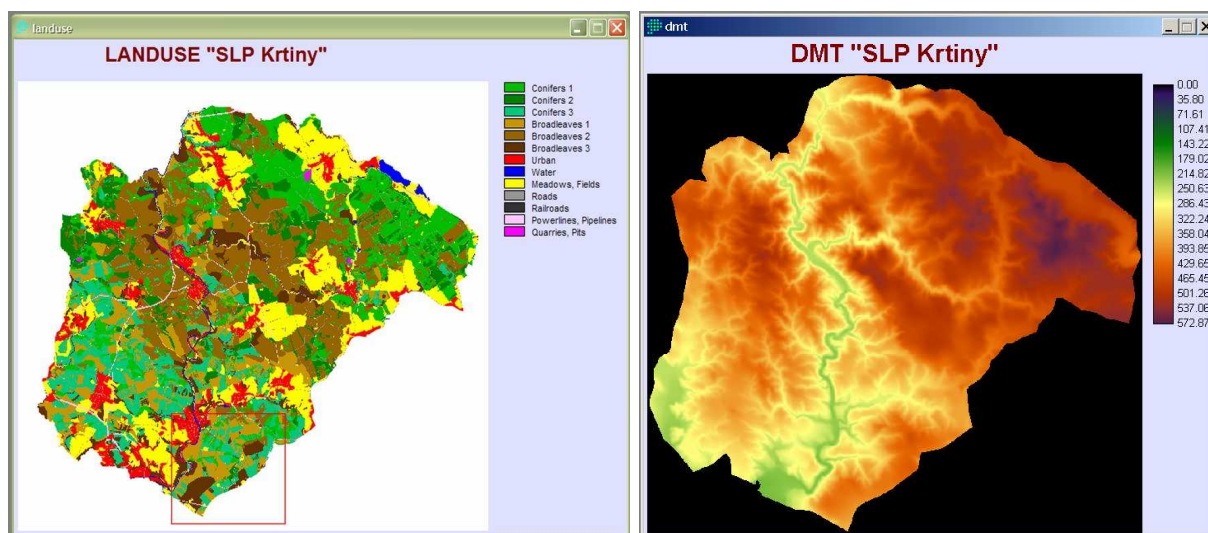 landuse
LANDUSE "SLP Krtiny"
Conifers 1
Conifers 2
Conifers 3
Broadleaves 1
Broadleaves 2
Broadleaves 3
Urban
Water
Meadows, Fields
Roads
Railroads
Powerlines, Pipelines
Quarries, Pits
dmt
DMT "SLP Krtiny"
0.00
35.80
71.61
107.41
143.22
179.02
214.82
250.63
286.43
322.24
358.04
393.85
429.65
465.45
501.26
537.06
572.87